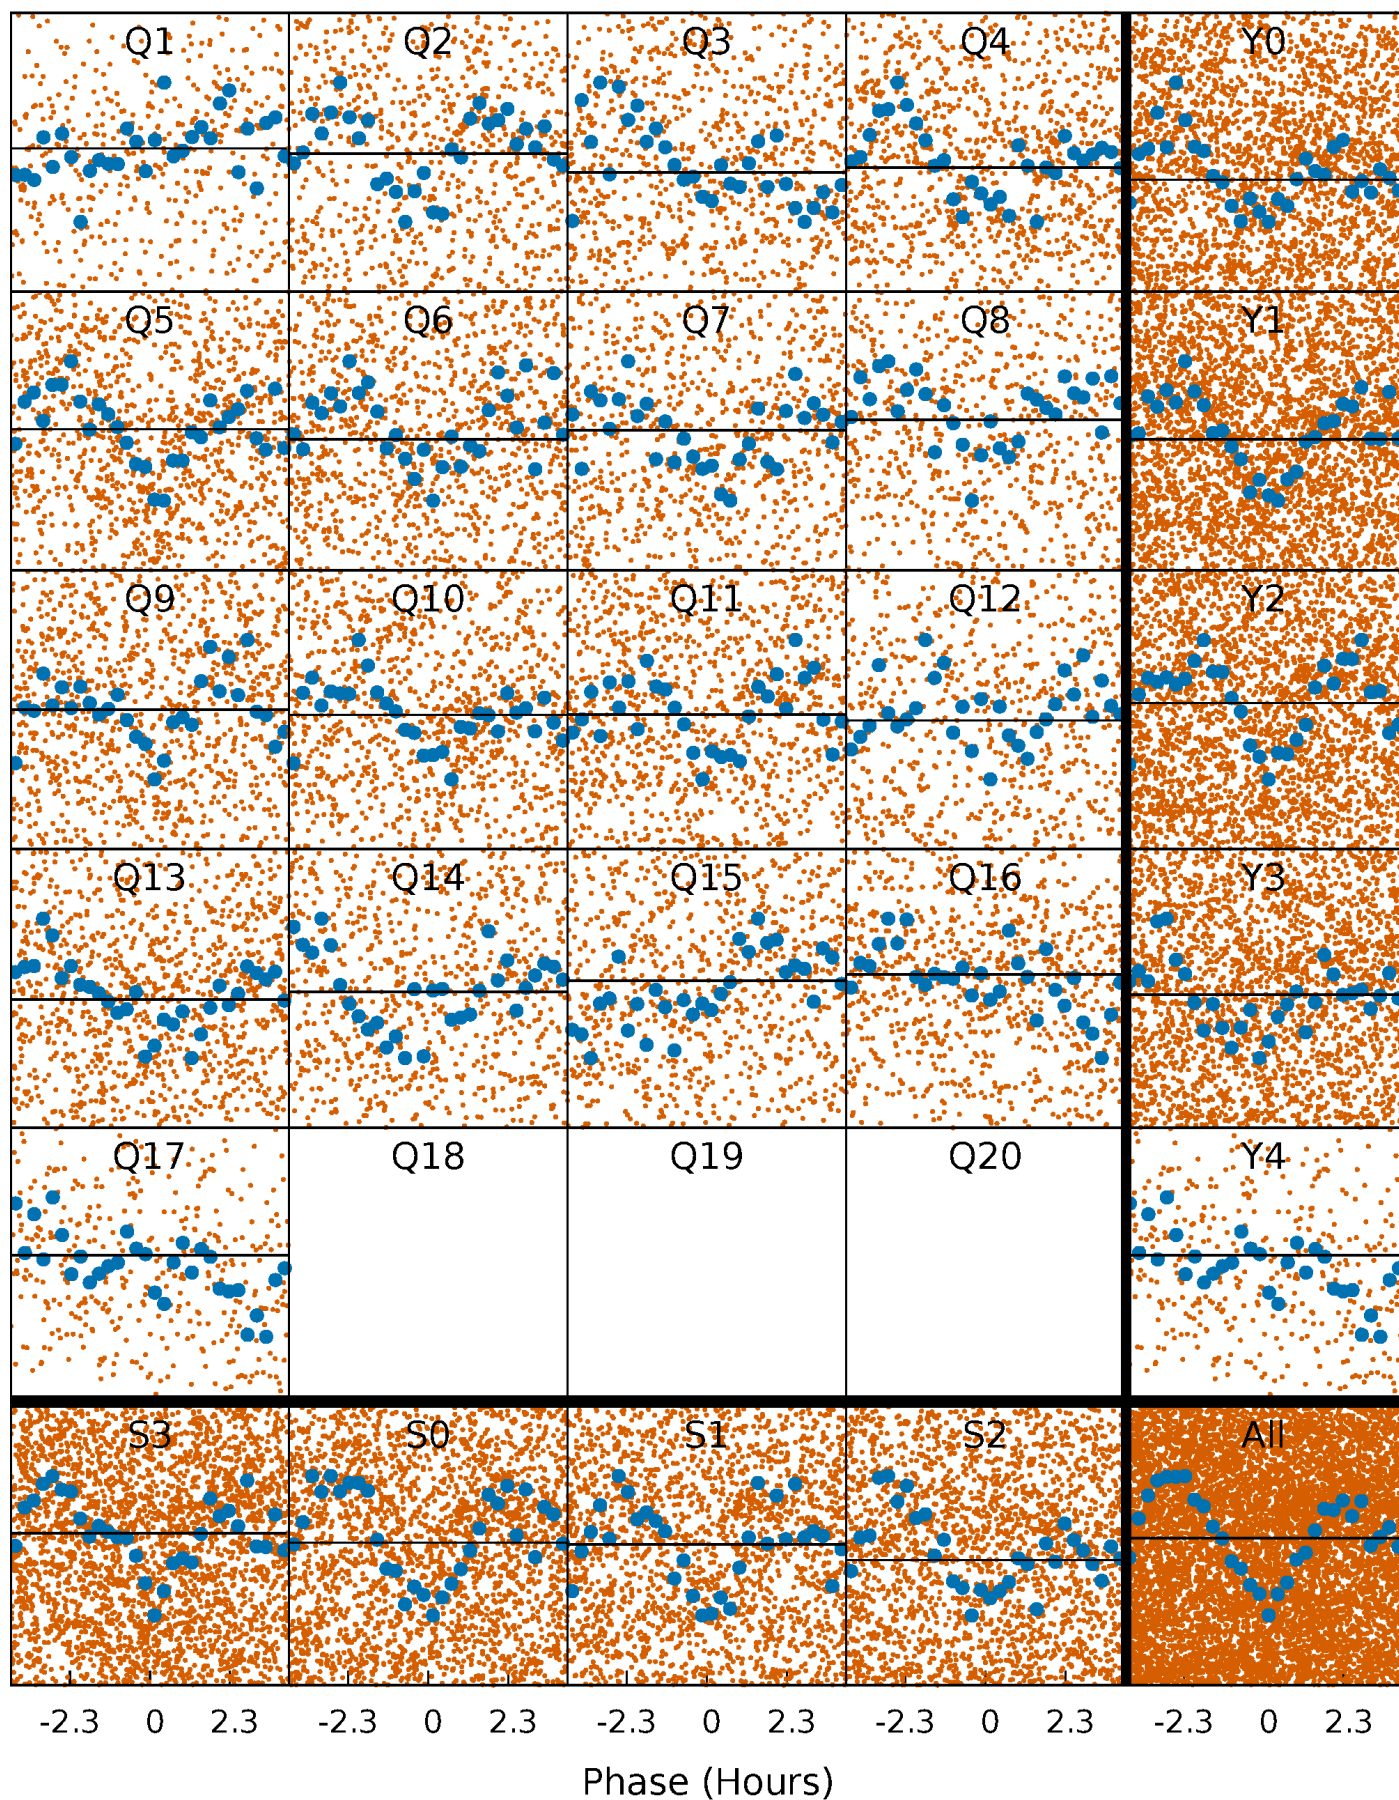 Q1 Q2 Q3 Q4 Y0
Q5 Q6 Q7 Q8 Y1
Q9 Q10 Q11 Q12 Y2
Q13 Q14 Q15 Q16 Y3
Q17 Q18 Q19 Q20 Y4
S3 S0 S1 S2 All
-2.3 0 2.3 -2.3 0 2.3 -2.3 0 2.3 -2.3 0 2.3 -2.3 0 2.3
Phase (Hours)